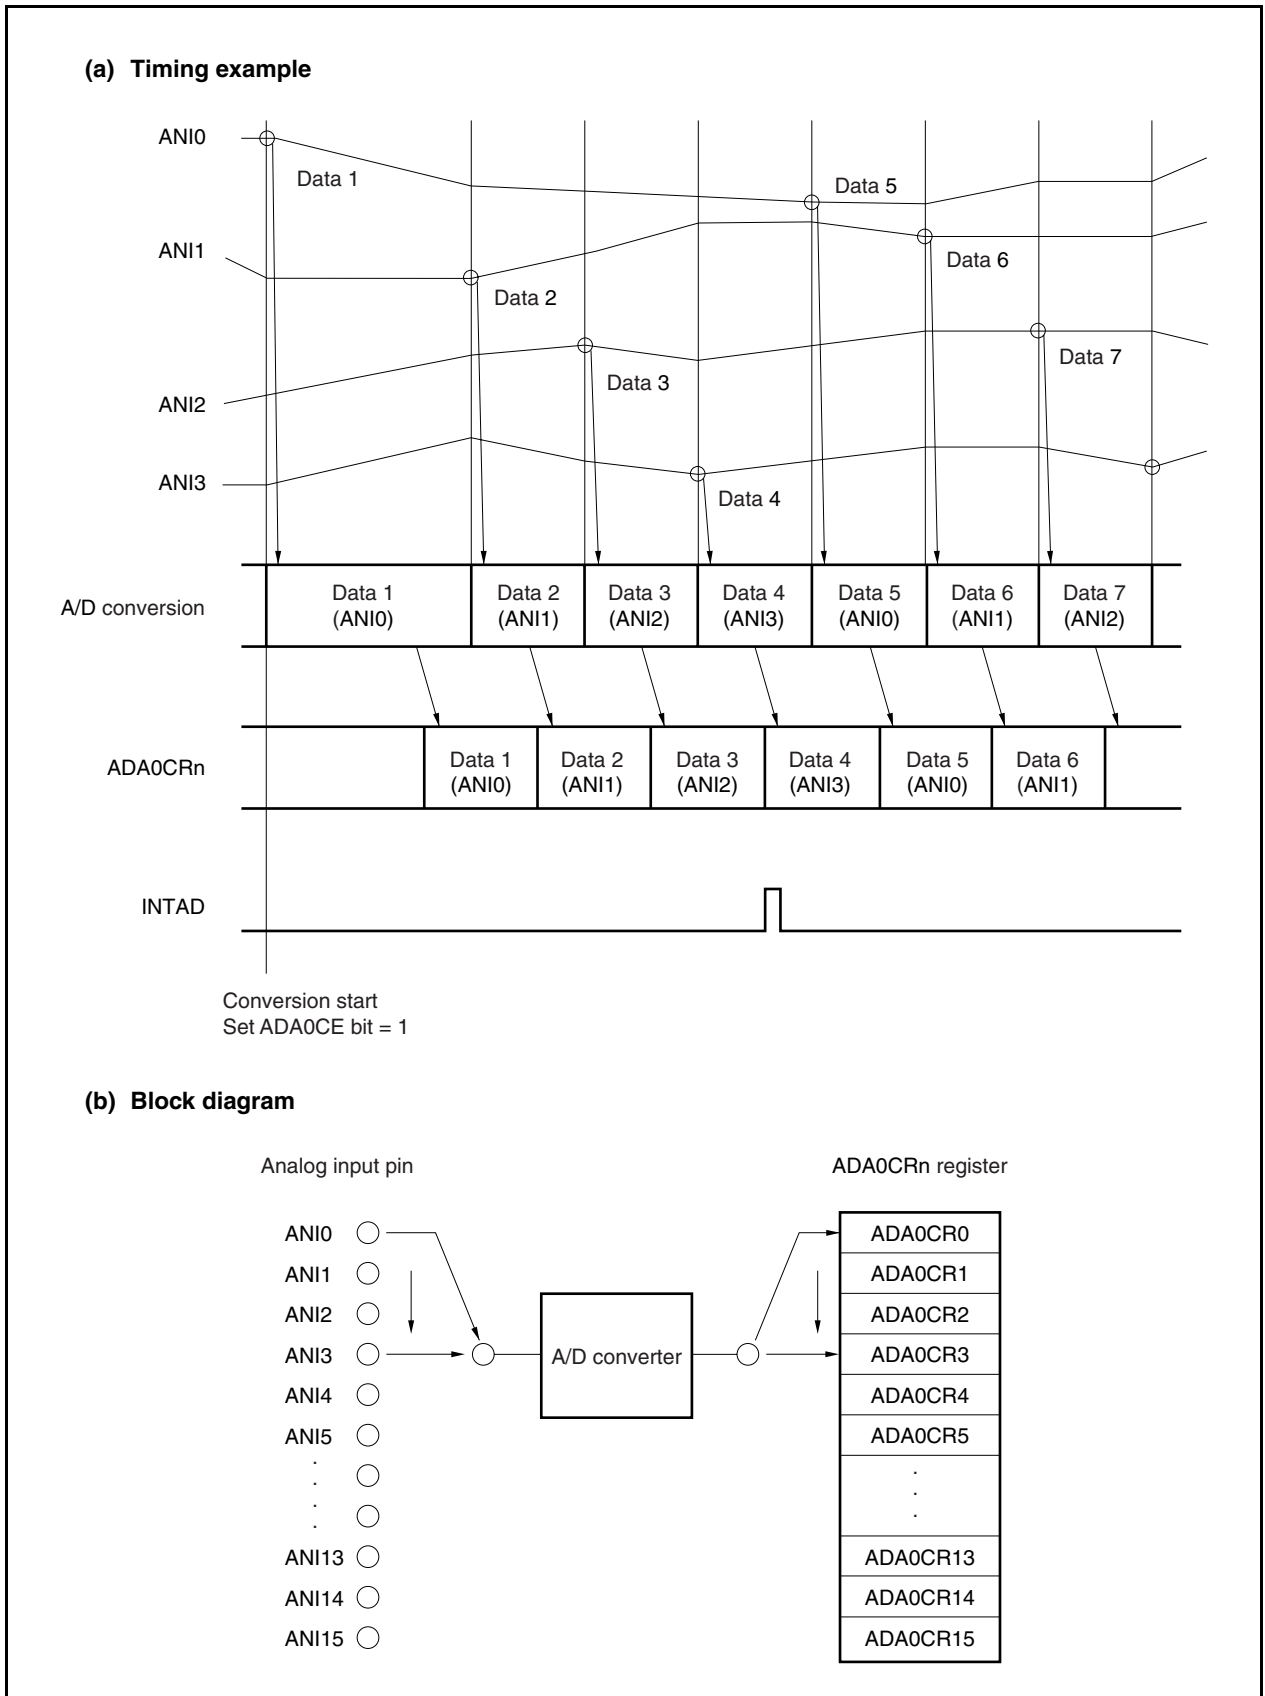 (a) Timing example
ANI0
Data 1
Data 5
ANI1
Data 6
Data 2
Data 7
Data 3
ANI2
ANI3
Data 4
A/D conversion
Data 1 Data 2 Data 3 Data 4 Data 5 Data 6 Data 7
(ANI0) (ANI1) (ANI2) (ANI3) (ANI0) (ANI1) (ANI2)
ADA0CRn
Data 1 Data 2 Data 3 Data 4 Data 5 Data 6
(ANI0) (ANI1) (ANI2) (ANI3) (ANI0) (ANI1)
INTAD
Conversion start
Set ADA0CE bit = 1
(b) Block diagram
Analog input pin
ADA0CRn register
ANI0
ANI1
ANI2
ANI3
ANI4
ANI5
.
.
.
.
ANI13
ANI14
ANI15
A/D converter
ADA0CR0
ADA0CR1
ADA0CR2
ADA0CR3
ADA0CR4
ADA0CR5
.
.
.
ADA0CR13
ADA0CR14
ADA0CR15